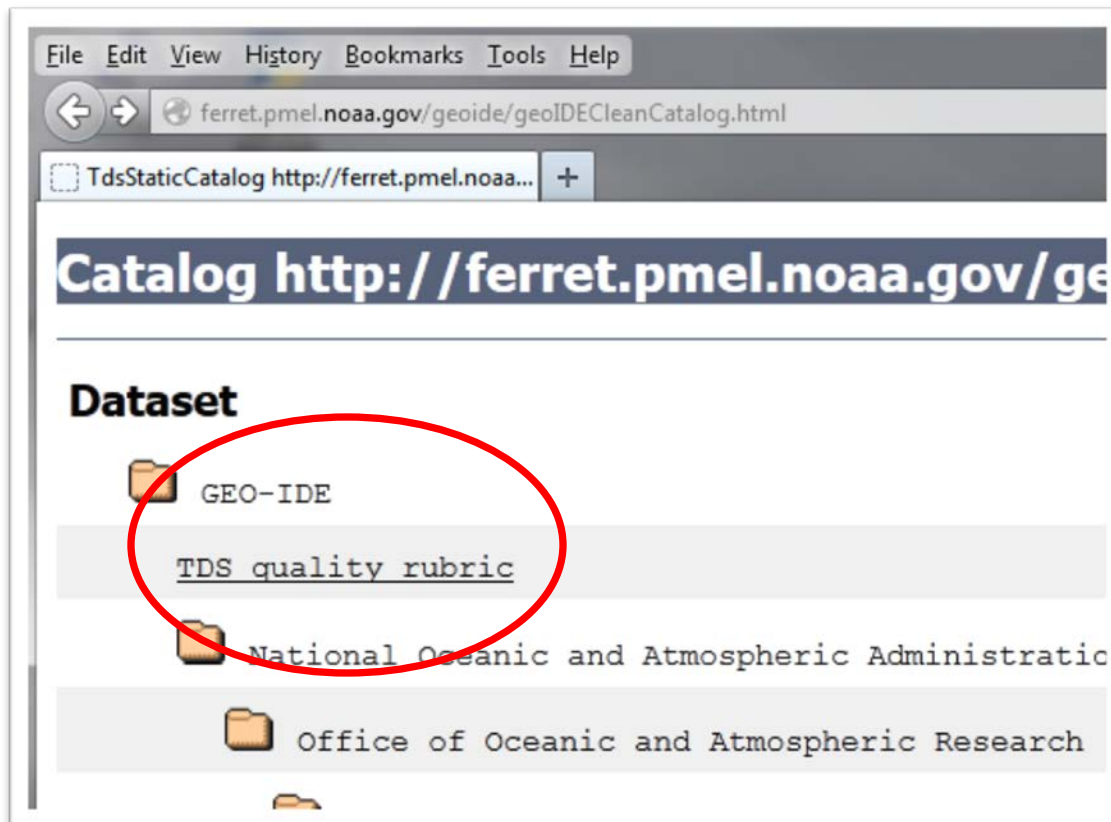 File Edit View History Bookmarks Tools Help
ferret.pmel.noaa.gov/geoide/geoIDECleanCatalog.html
TdsStaticCatalog http://ferret.pmel.noaa... +
Catalog http://ferret.pmel.noaa.gov/ge
Dataset
GEO-IDE
TDS quality rubric
National Oceanic and Atmospheric Administratio
Office of Oceanic and Atmospheric Research